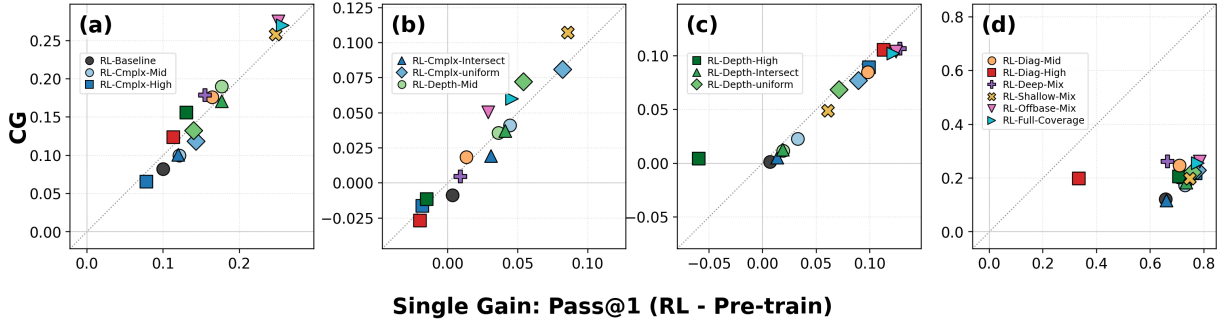 (a)
RL-Baseline
RL-Cmplx-Mid
RL-Cmplx-High
0.25
0.20
0.15
0.10
0.05
0.00
0.0
0.1
0.2
CG
(b)
RL-Cmplx-Intersect
RL-Cmplx-uniform
RL-Depth-Mid
0.125
0.100
0.075
0.050
0.025
0.000
−0.025
0.00
0.05
0.10
(c)
RL-Depth-High
RL-Depth-Intersect
RL-Depth-uniform
0.10
0.05
0.00
−0.05
−0.05
0.00
0.05
0.10
(d)
RL-Diag-Mid
RL-Diag-High
RL-Deep-Mix
RL-Shallow-Mix
RL-Offbase-Mix
RL-Full-Coverage
0.8
0.6
0.4
0.2
0.0
0.0
0.2
0.4
0.6
0.8
Single Gain: Pass@1 (RL - Pre-train)